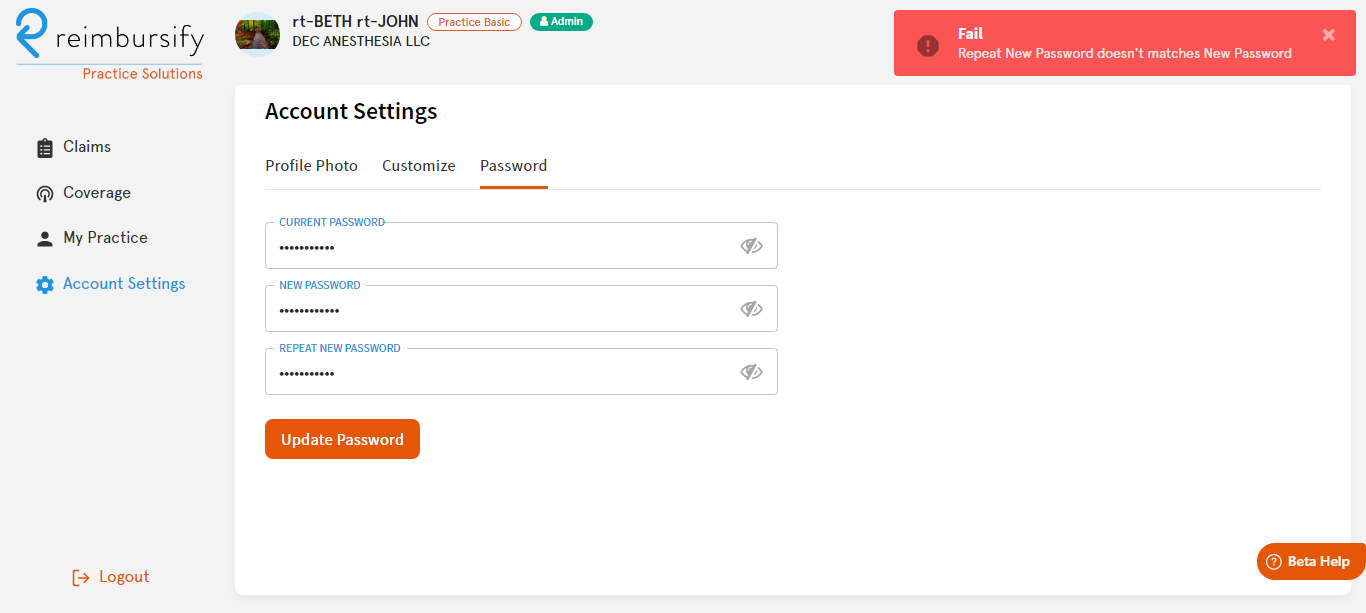 reimbursify
Practice Solutions
rt-BETH rt-JOHN Practice Basic Admin
DEC ANESTHESIA LLC
Fail
Repeat New Password doesn't matches New Password
Claims
Coverage
My Practice
Account Settings
Logout
Account Settings
Profile Photo Customize Password
CURRENT PASSWORD
•••••••••••
NEW PASSWORD
••••••••••••
REPEAT NEW PASSWORD
•••••••••••
Update Password
Beta Help